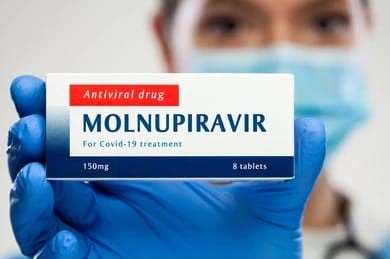 Antiviral drug
MOLNUPIRAVIR
For Covid-19 treatment
150mg 8 tablets